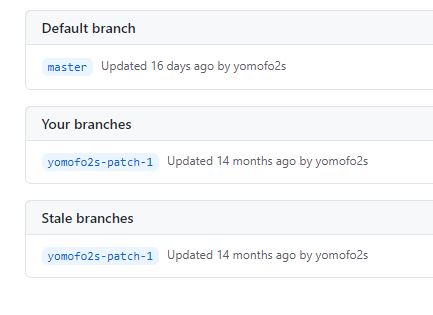 Default branch
master Updated 16 days ago by yomofo2s
Your branches
yomofo2s-patch-1 Updated 14 months ago by yomofo2s
Stale branches
yomofo2s-patch-1 Updated 14 months ago by yomofo2s